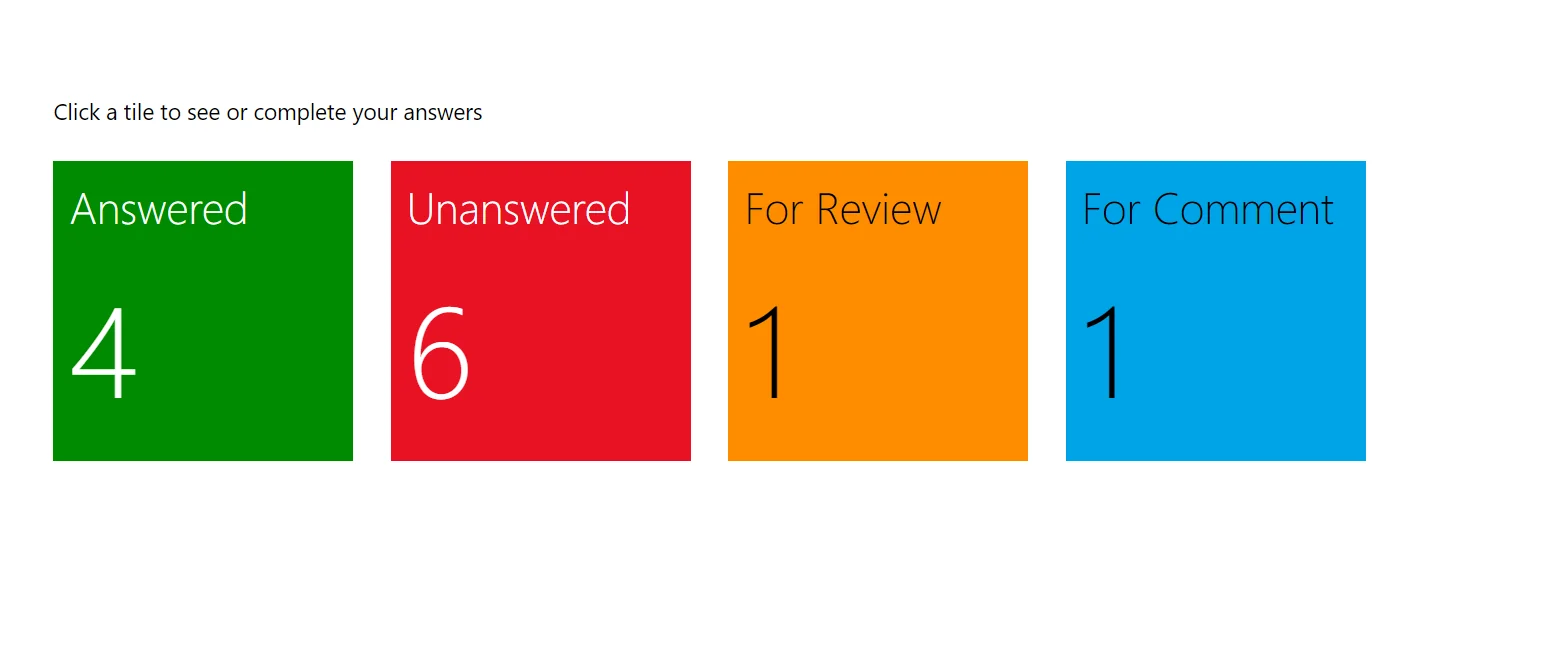 Click a tile to see or complete your answers
Answered
Unanswered
For Review
For Comment
4
6
1
1